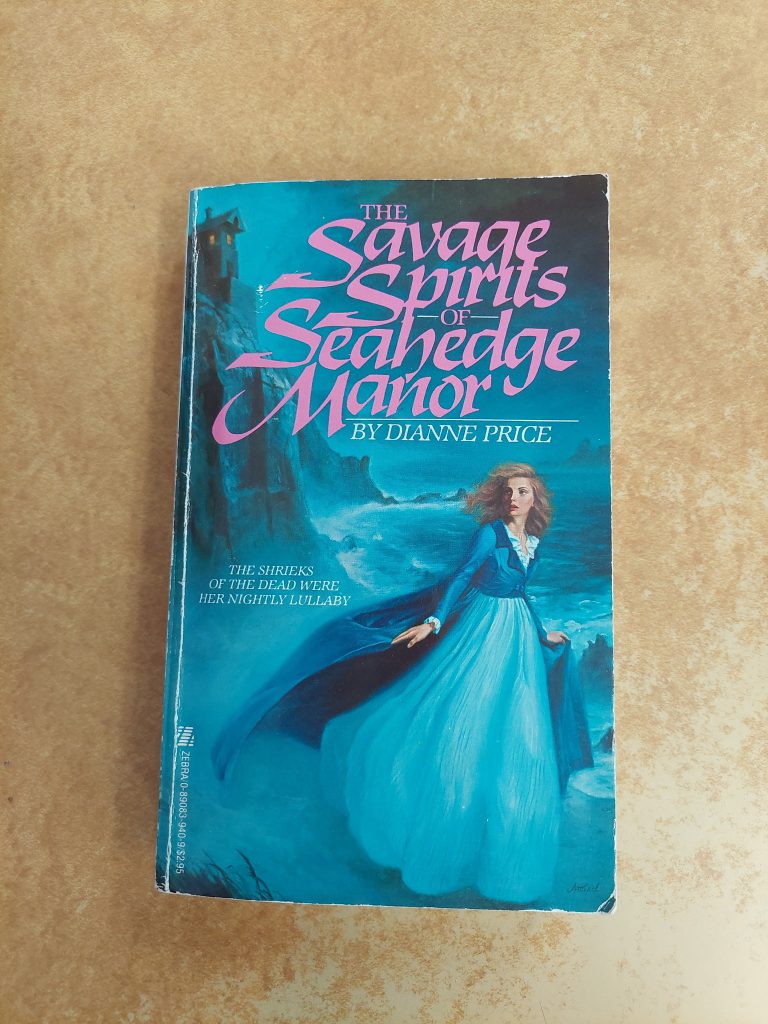 THE
Savage
Spirits
—OF—
Seahedge
Manor
BY DIANNE PRICE
THE SHRIEKS
OF THE DEAD WERE
HER NIGHTLY LULLABY
ZEBRA/0-89083-940-9/$2.95